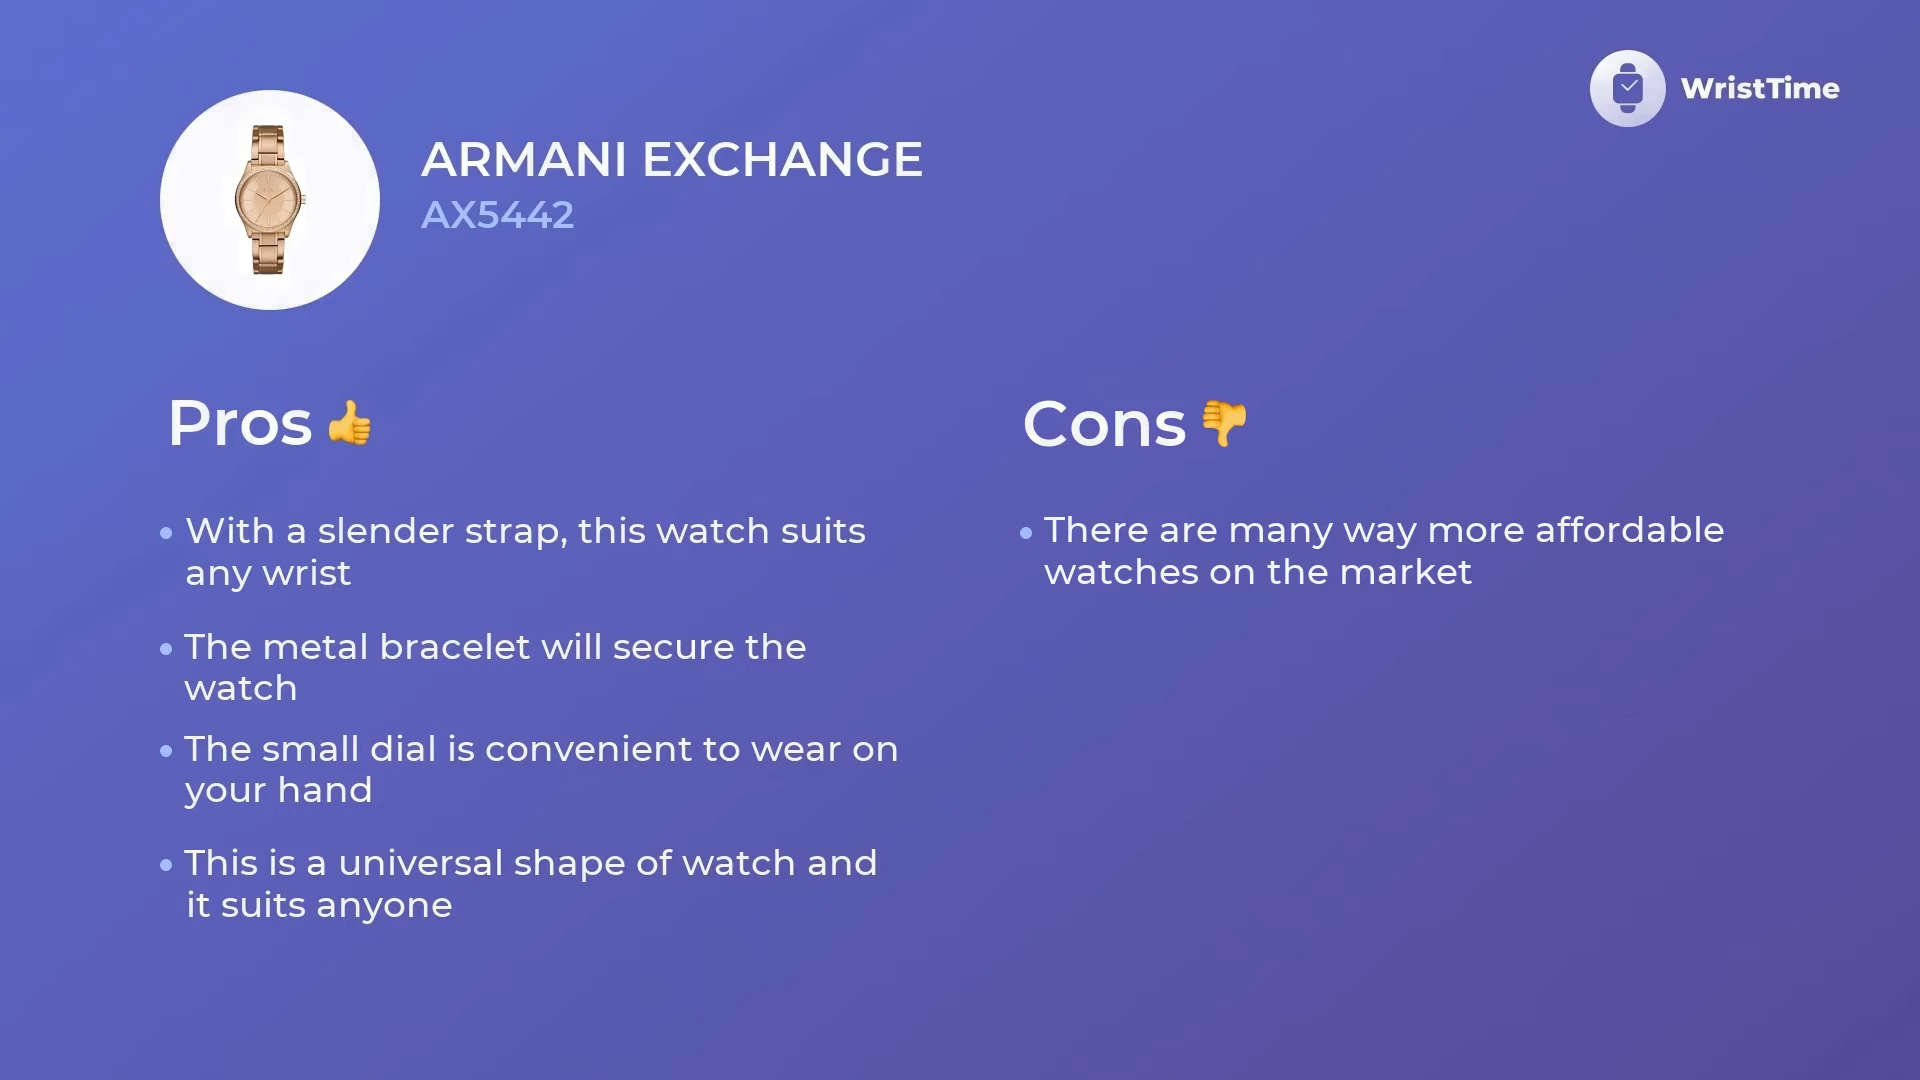 WristTime
ARMANI EXCHANGE
AX5442
Pros
With a slender strap, this watch suits
any wrist
The metal bracelet will secure the
watch
The small dial is convenient to wear on
your hand
This is a universal shape of watch and
it suits anyone
Cons
There are many way more affordable
watches on the market